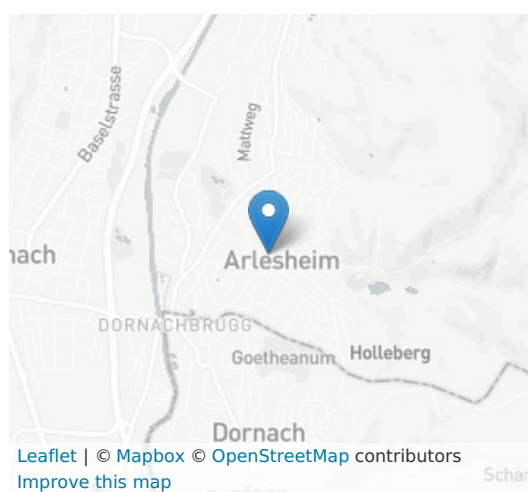 Baselstrasse
Mattweg
nach
Arlesheim
DORNACHBRUGG
Goetheanum
Holleberg
Dornach
Leaflet | © Mapbox © OpenStreetMap contributors
Improve this map
Schar